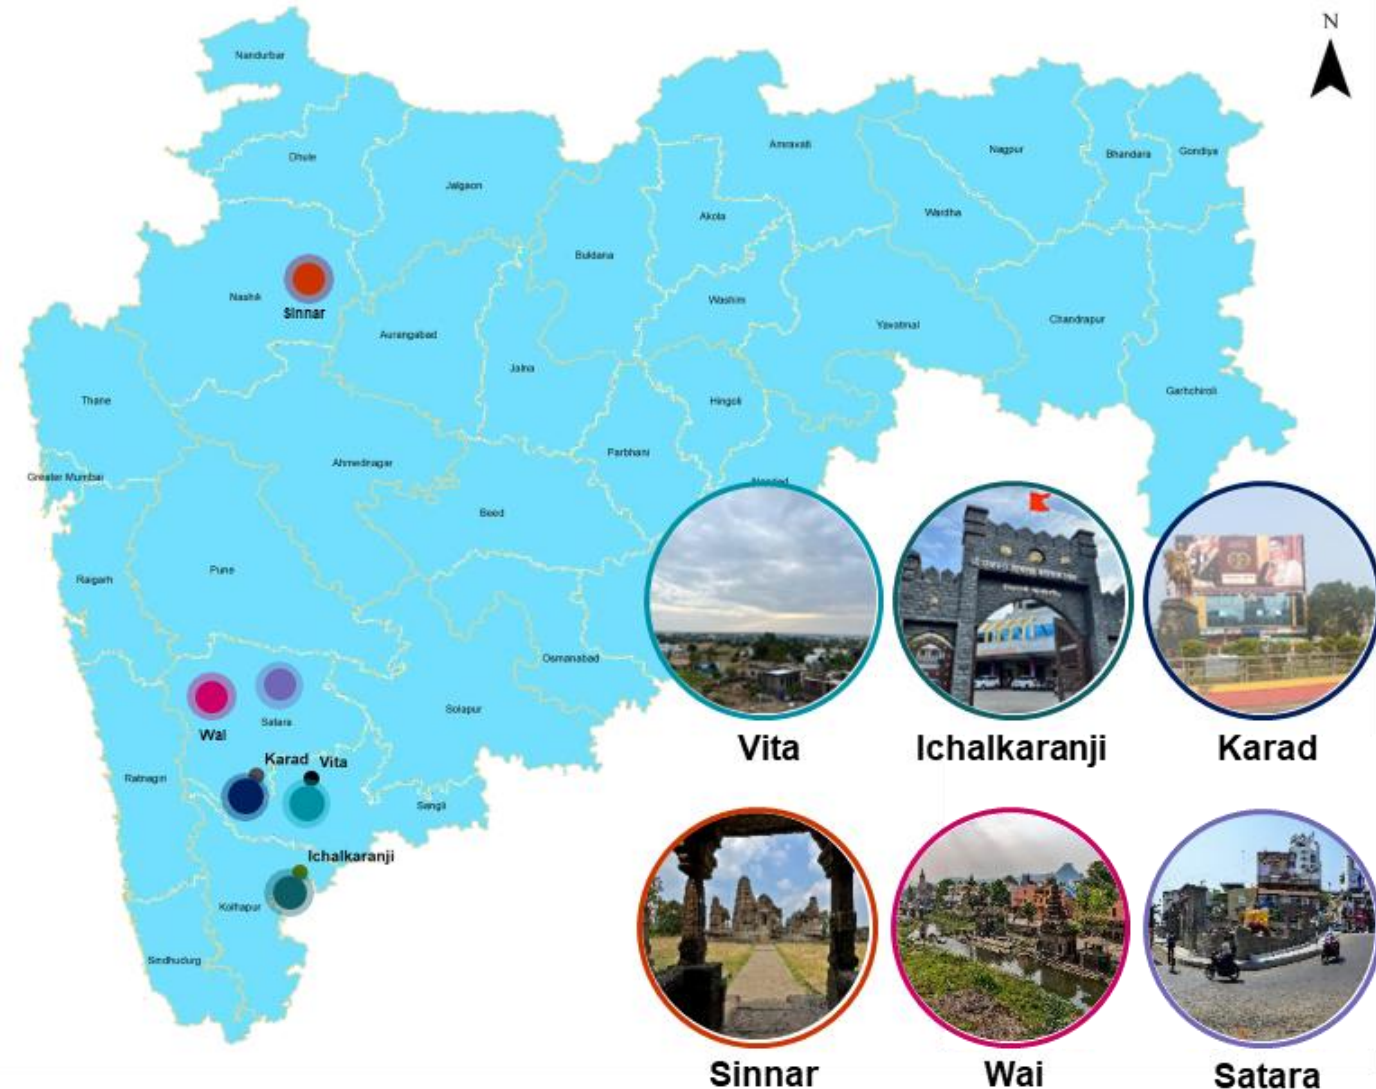 N
Nandurbar
Dhule
Jalgaon
Amravati
Nagpur
Bhandara
Gondiya
Akola
Wardha
Buldana
Nashik
Sinnar
Washim
Aurangabad
Yavatmal
Chandrapur
Jalna
Thane
Hingoli
Garhchiroli
Ahmednagar
Parbhani
Greater Mumbai
Beed
Pune
Raigarh
Osmanabad
Solapur
Satara
Wai
Karad Vita
Ratnagiri
Sangli
Ichalkaranji
Kolhapur
Sindhudurg
Vita
Ichalkaranji
Karad
Sinnar
Wai
Satara